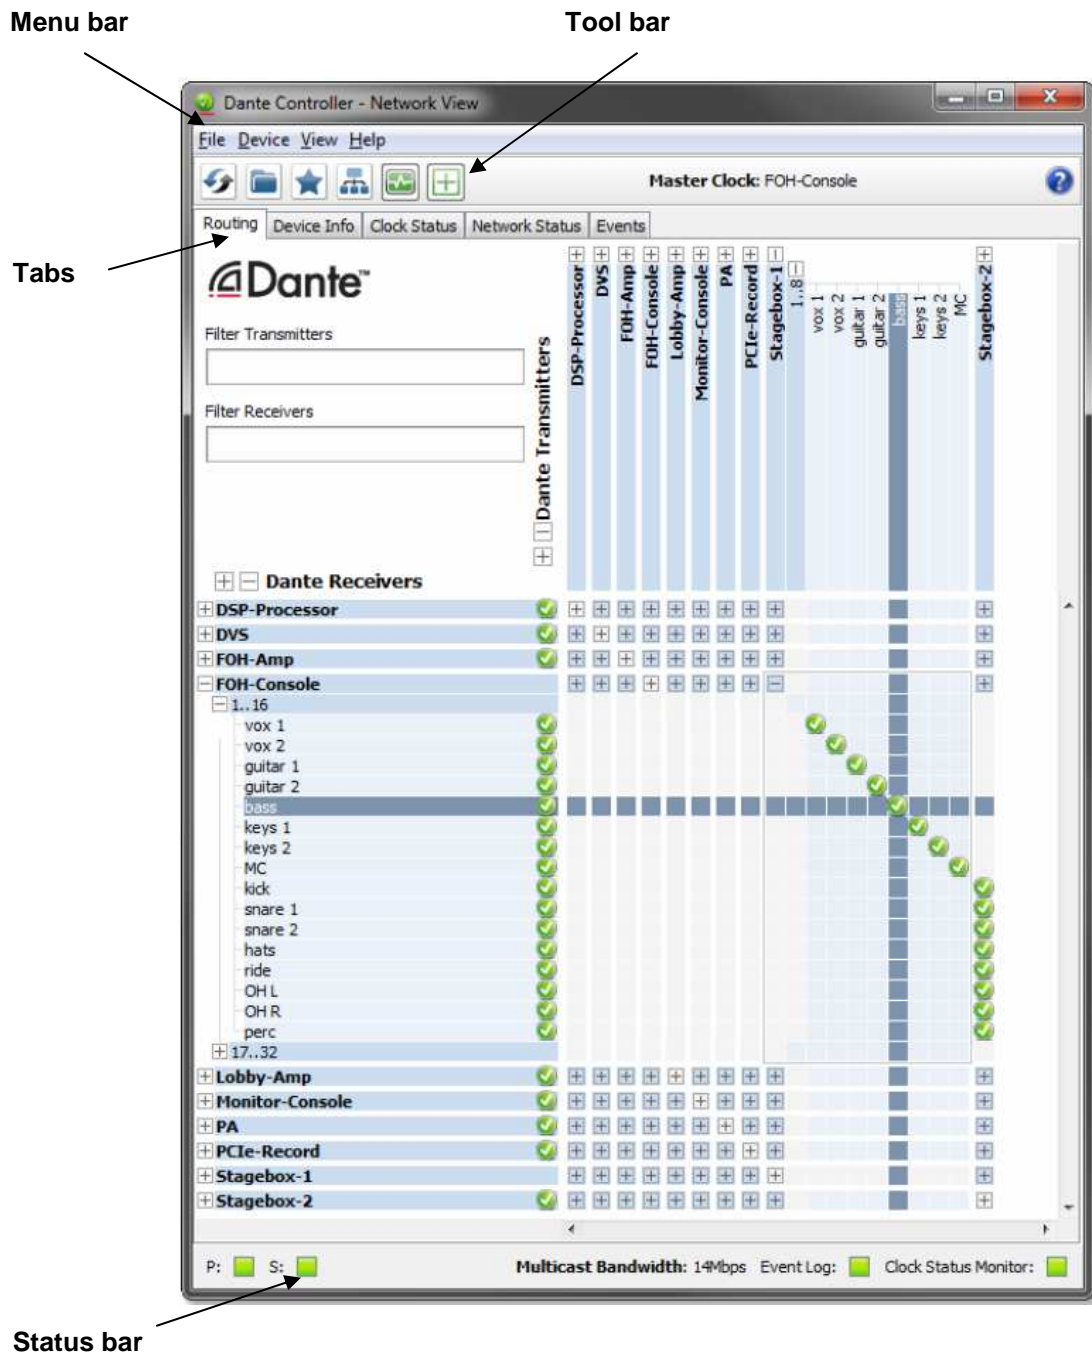 Menu bar
Tool bar
Dante Controller - Network View
File Device View Help
Master Clock: FOH-Console
Routing Device Info Clock Status Network Status Events
Tabs
Dante™
Filter Transmitters
Filter Receivers
Dante Transmitters
DSP-Processor
DVS
FOH-Amp
FOH-Console
Lobby-Amp
Monitor-Console
PA
PCIe-Record
Stagebox-1
1..8
vox 1
vox 2
guitar 1
guitar 2
bass
keys 1
keys 2
MC
Stagebox-2
Dante Receivers
DSP-Processor
DVS
FOH-Amp
FOH-Console
1..16
vox 1
vox 2
guitar 1
guitar 2
bass
keys 1
keys 2
MC
kick
snare 1
snare 2
hats
ride
OH L
OH R
perc
17..32
Lobby-Amp
Monitor-Console
PA
PCIe-Record
Stagebox-1
Stagebox-2
P: S: Multicast Bandwidth: 14Mbps Event Log: Clock Status Monitor:
Status bar